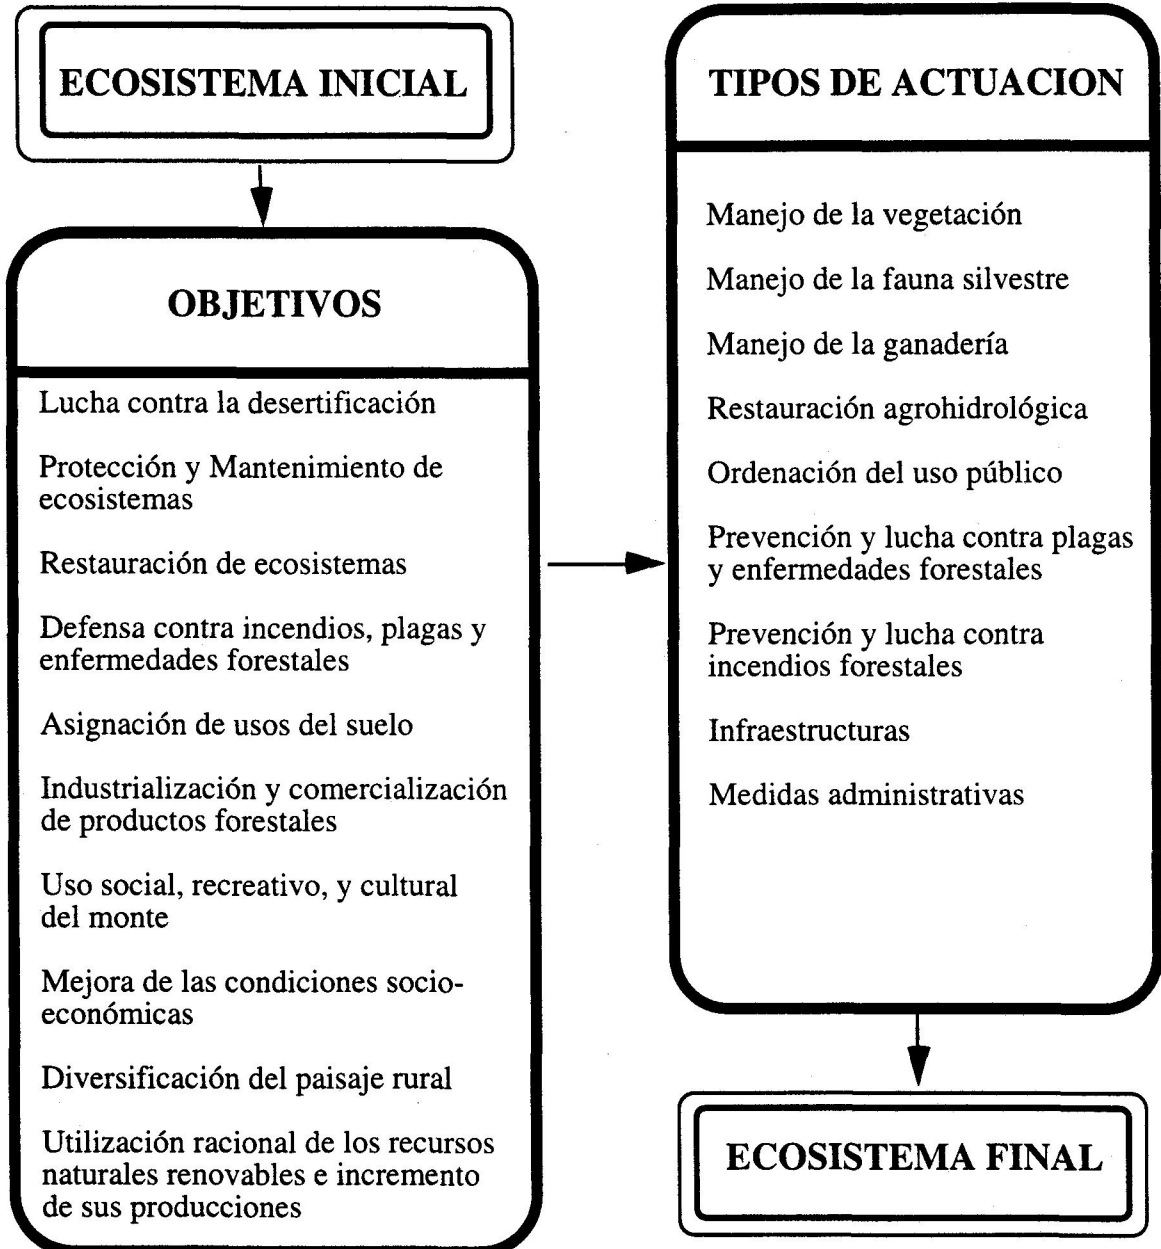 ECOSISTEMA INICIAL
OBJETIVOS
Lucha contra la desertificación
Protección y Mantenimiento de
ecosistemas
Restauración de ecosistemas
Defensa contra incendios, plagas y
enfermedades forestales
Asignación de usos del suelo
Industrialización y comercialización
de productos forestales
Uso social, recreativo, y cultural
del monte
Mejora de las condiciones socio-
económicas
Diversificación del paisaje rural
Utilización racional de los recursos
naturales renovables e incremento
de sus producciones
TIPOS DE ACTUACION
Manejo de la vegetación
Manejo de la fauna silvestre
Manejo de la ganadería
Restauración agrohidrológica
Ordenación del uso público
Prevención y lucha contra plagas
y enfermedades forestales
Prevención y lucha contra
incendios forestales
Infraestructuras
Medidas administrativas
ECOSISTEMA FINAL